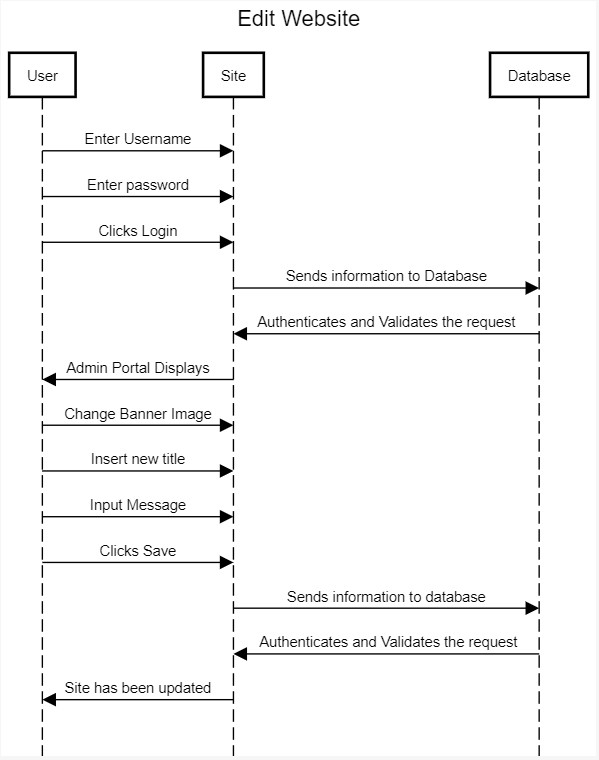 Edit Website
User
Site
Database
Enter Username
Enter password
Clicks Login
Sends information to Database
Authenticates and Validates the request
Admin Portal Displays
Change Banner Image
Insert new title
Input Message
Clicks Save
Sends information to database
Authenticates and Validates the request
Site has been updated